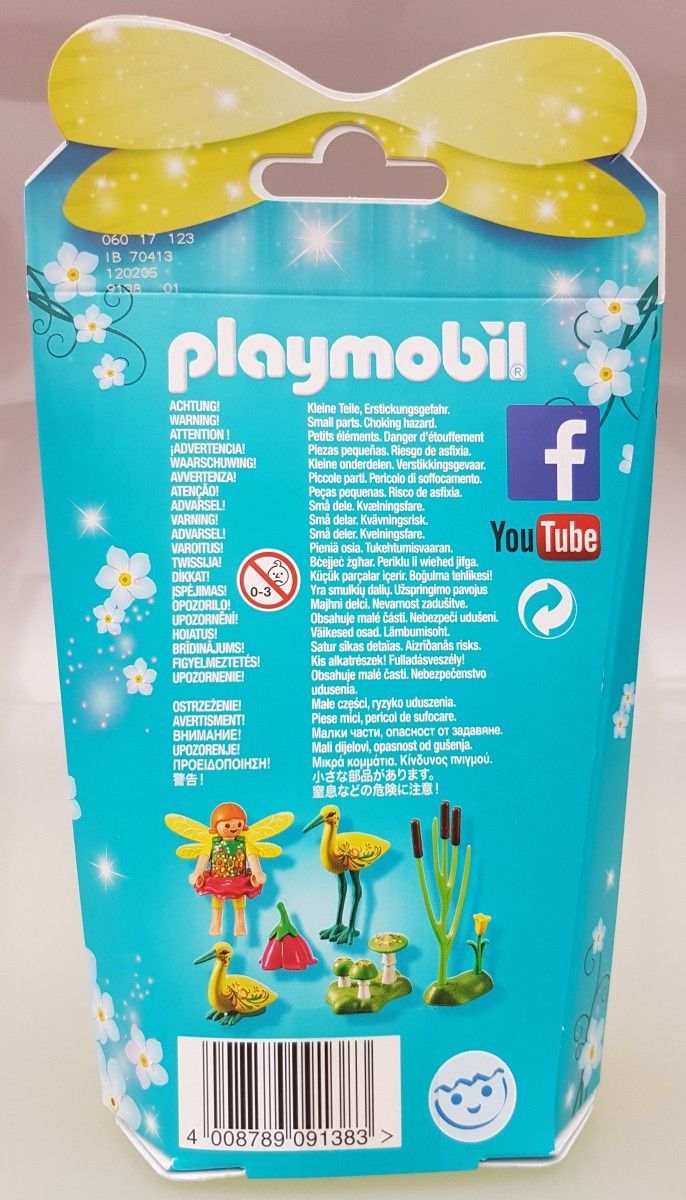 060 17 123
IB 70413
120205
9138 01
playmobil®
ACHTUNG! Kleine Teile, Erstickungsgefahr.
WARNING! Small parts. Choking hazard.
ATTENTION ! Petits éléments. Danger d'étouffement
¡ADVERTENCIA! Piezas pequeñas. Riesgo de asfixia.
WAARSCHUWING! Kleine onderdelen. Verstikkingsgevaar.
AVVERTENZA! Piccole parti. Pericolo di soffocamento.
ATENÇÃO! Peças pequenas. Risco de asfixia.
ADVARSEL! Små dele. Kvælningsfare.
VARNING! Små delar. Kvävningsrisk.
ADVARSEL! Små deler. Kvelningsfare.
VAROITUS! Pieniä osia. Tukehtumisvaaran.
TWISSIJA! Bċejjeċ żgħar. Periklu li wieħed jifga.
DİKKAT! Küçük parçalar içerir. Boğulma tehlikesi!
ĮSPĖJIMAS! Yra smulkių dalių. Užspringimo pavojus
OPOZORILO! Majhni delci. Nevarnost zadušitve.
UPOZORNĚNÍ! Obsahuje malé části. Nebezpečí udušení.
HOIATUS! Väikesed osad. Lämbumisoht.
BRĪDINĀJUMS! Satur sīkas detaļas. Aizrīšanās risks.
FIGYELMEZTETÉS! Kis alkatrészek! Fulladásveszély!
UPOZORNENIE! Obsahuje malé časti. Nebezpečenstvo
udusenia.
OSTRZEŻENIE! Małe części, ryzyko uduszenia.
AVERTISMENT! Piese mici, pericol de sufocare.
ВНИМАНИЕ! Малки части, опасност от задавяне.
UPOZORENJE! Mali dijelovi, opasnost od gušenja.
ΠΡΟΕΙΔΟΠΟΙΗΣΗ! Μικρά κομμάτια. Κίνδυνος πνιγμού.
警告! 小さな部品があります。
窒息などの危険に注意!
0-3
f
YouTube
4 008789 091383 >